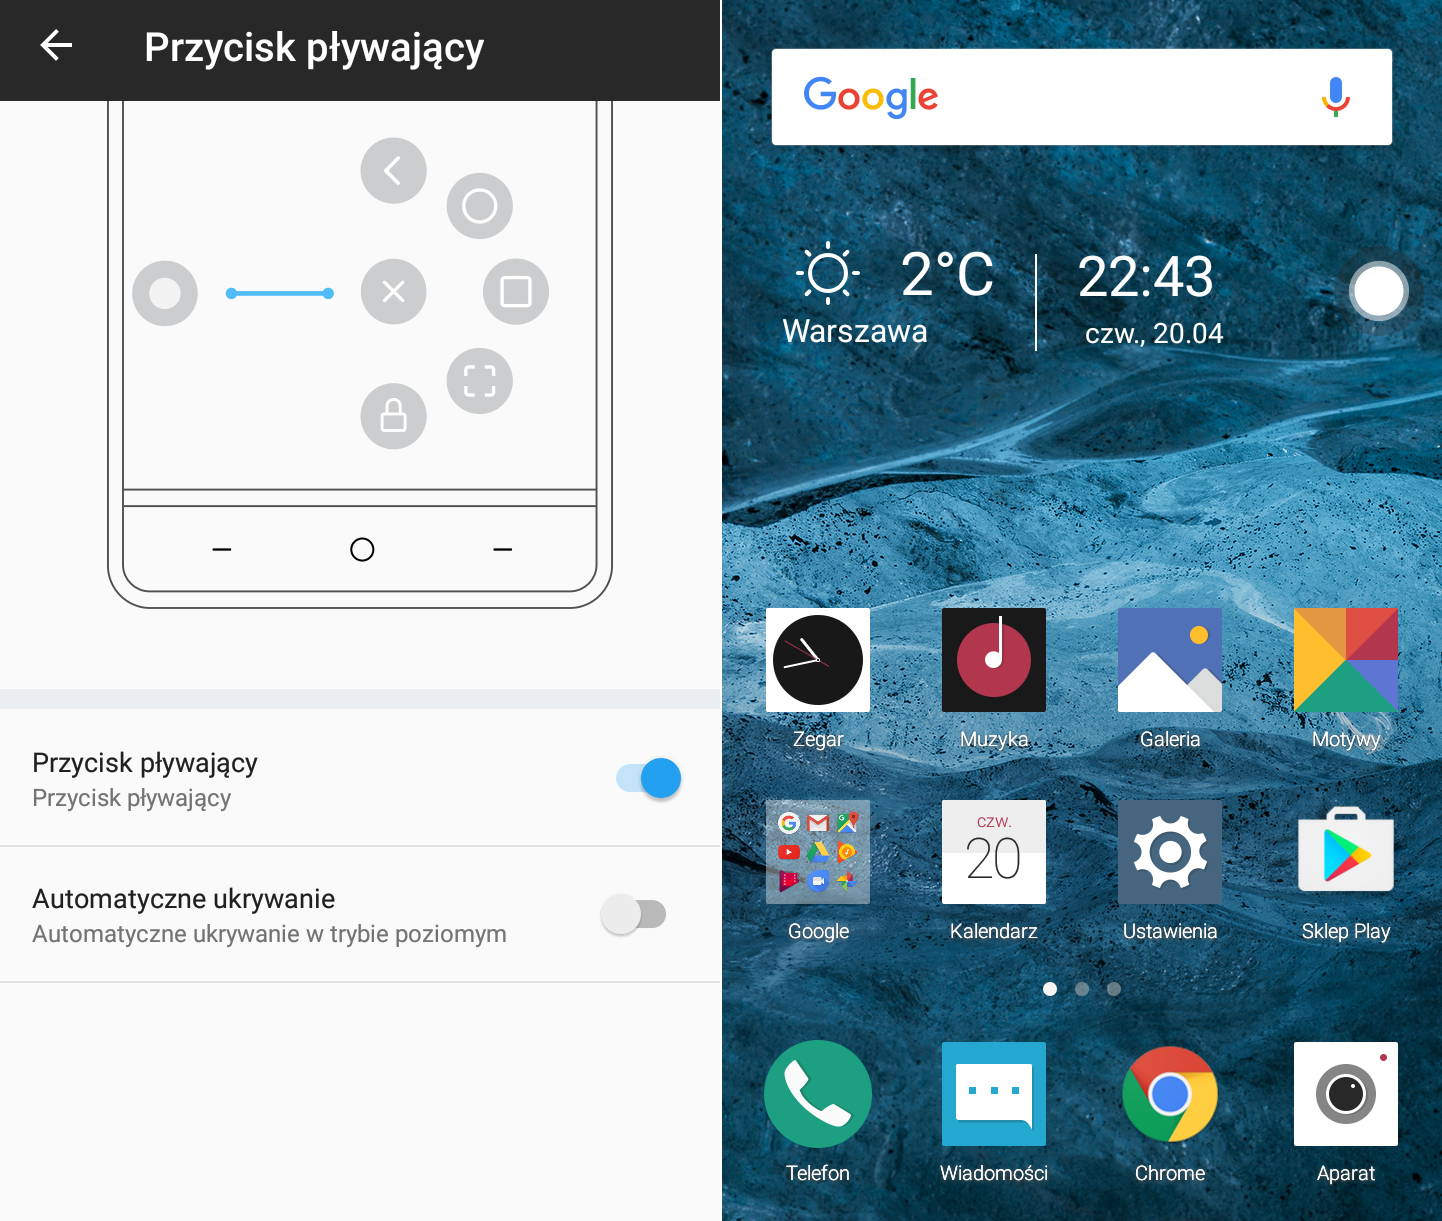 Przycisk pływający
Przycisk pływający
Przycisk pływający
Automatyczne ukrywanie
Automatyczne ukrywanie w trybie poziomym
Google
2°C
22:43
Warszawa
czw., 20.04
Zegar
Muzyka
Galeria
Motywy
CZW.
20
Google
Kalendarz
Ustawienia
Sklep Play
Telefon
Wiadomości
Chrome
Aparat